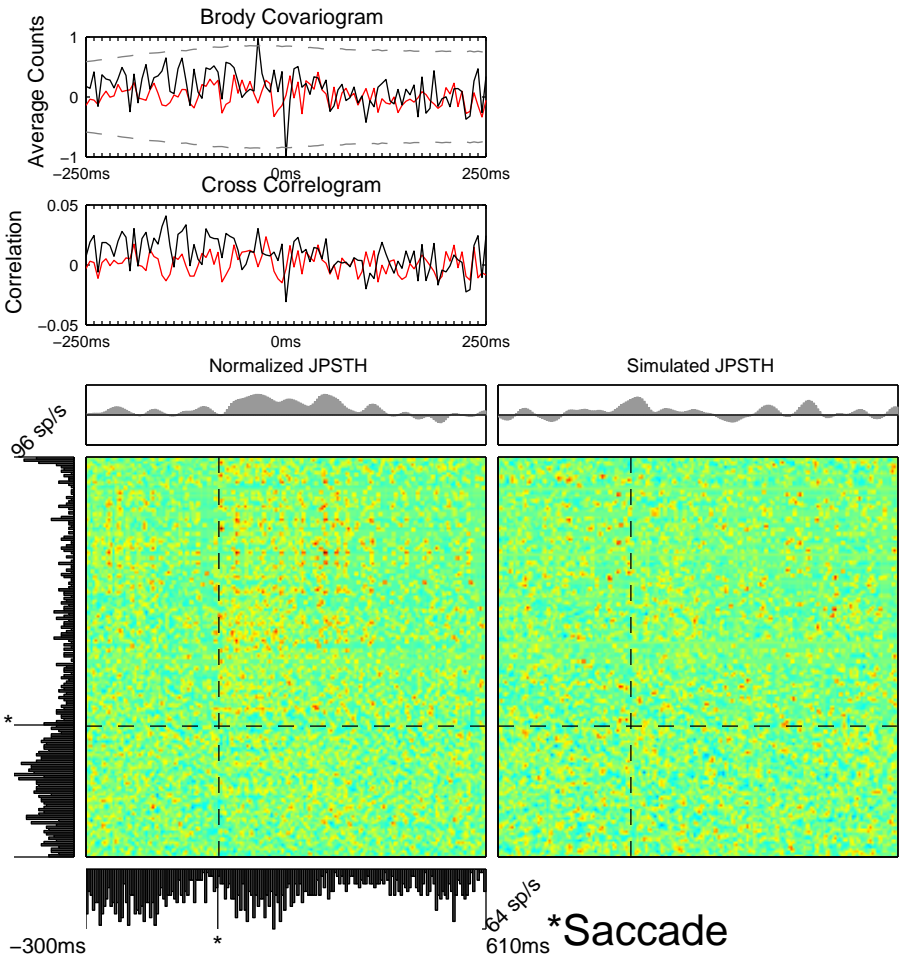 Brody Covariogram
Average Counts
1
0
−1
−250ms
0ms
250ms
Cross Correlogram
Correlation
0.05
0
−0.05
−250ms
0ms
250ms
Normalized JPSTH
Simulated JPSTH
96 sp/s
*
64 sp/s
−300ms
*
610ms
*Saccade